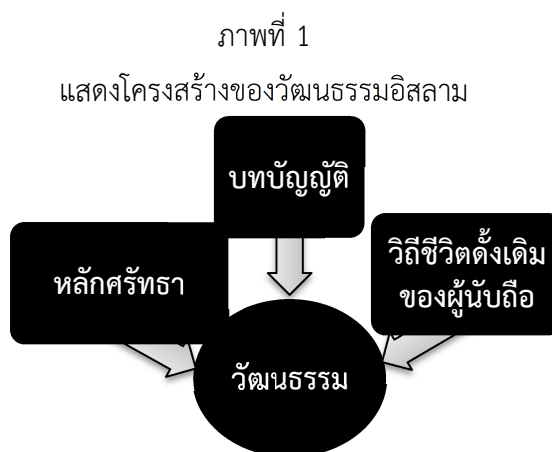 ภาพที่ 1
แสดงโครงสร้างของวัฒนธรรมอิสลาม
บทบัญญัติ
หลักศรัทธา
วิถีชีวิตดั้งเดิม
ของผู้นับถือ
วัฒนธรรม